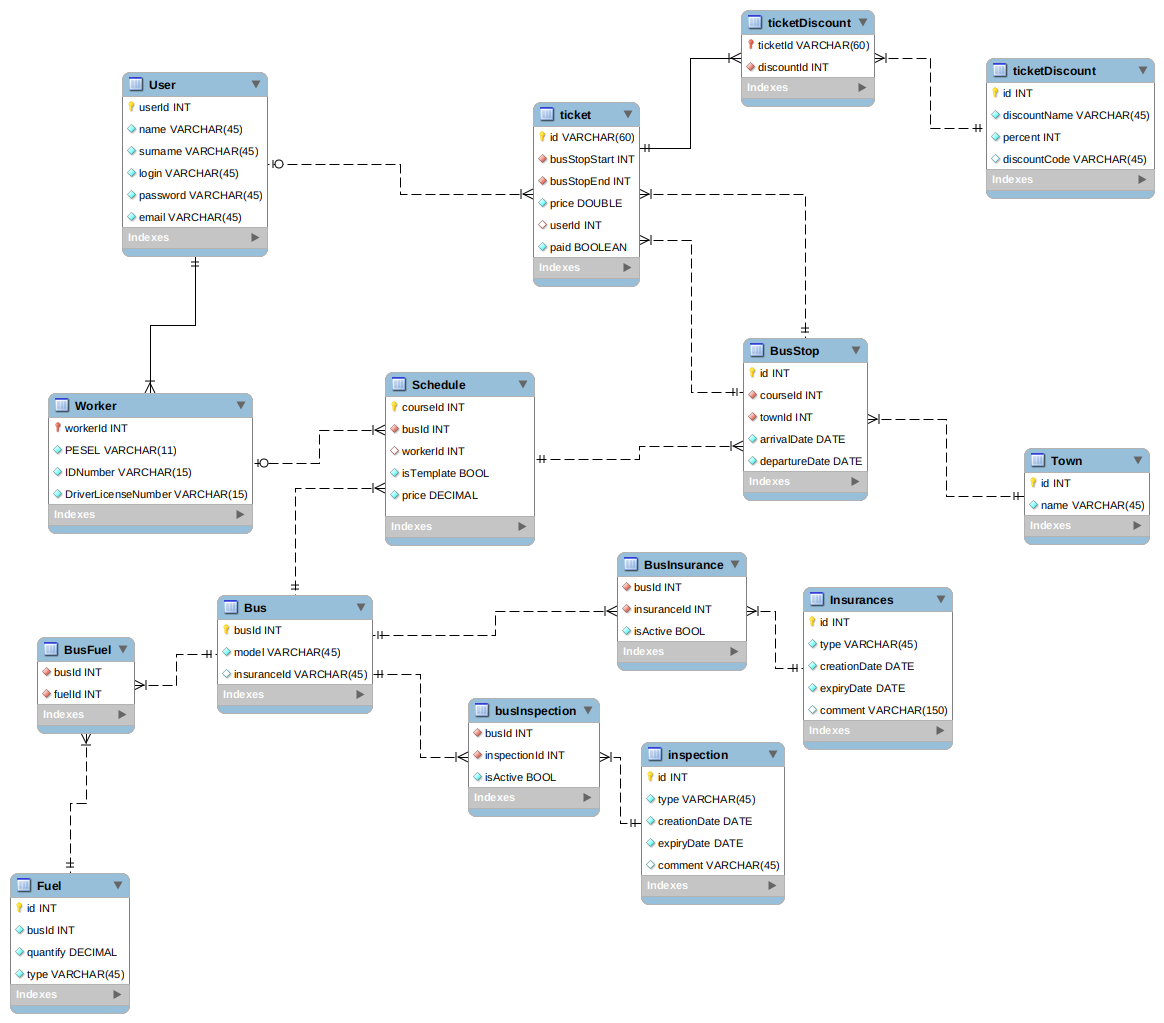 ticketDiscount
ticketId VARCHAR(60)
discountId INT
Indexes
ticketDiscount
id INT
discountName VARCHAR(45)
percent INT
discountCode VARCHAR(45)
Indexes
User
userId INT
name VARCHAR(45)
surname VARCHAR(45)
login VARCHAR(45)
password VARCHAR(45)
email VARCHAR(45)
Indexes
ticket
id VARCHAR(60)
busStopStart INT
busStopEnd INT
price DOUBLE
userId INT
paid BOOLEAN
Indexes
BusStop
id INT
courseId INT
townId INT
arrivalDate DATE
departureDate DATE
Indexes
Schedule
courseId INT
busId INT
workerId INT
isTemplate BOOL
price DECIMAL
Indexes
Worker
workerId INT
PESEL VARCHAR(11)
IDNumber VARCHAR(15)
DriverLicenseNumber VARCHAR(15)
Indexes
Town
id INT
name VARCHAR(45)
Indexes
BusInsurance
busId INT
insuranceId INT
isActive BOOL
Indexes
Insurances
id INT
type VARCHAR(45)
creationDate DATE
expiryDate DATE
comment VARCHAR(150)
Indexes
Bus
busId INT
model VARCHAR(45)
insuranceId VARCHAR(45)
Indexes
BusFuel
busId INT
fuelId INT
Indexes
busInspection
busId INT
inspectionId INT
isActive BOOL
Indexes
inspection
id INT
type VARCHAR(45)
creationDate DATE
expiryDate DATE
comment VARCHAR(45)
Indexes
Fuel
id INT
busId INT
quantify DECIMAL
type VARCHAR(45)
Indexes